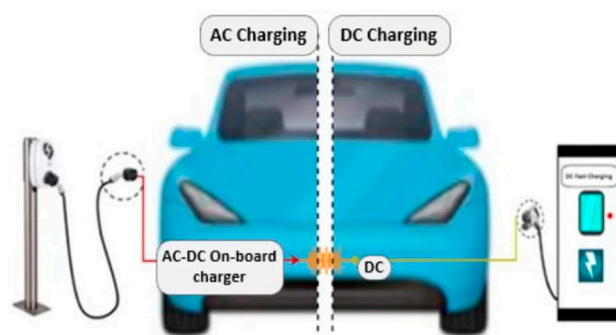 AC Charging
DC Charging
DC Fast Charging
AC-DC On-board
charger
DC